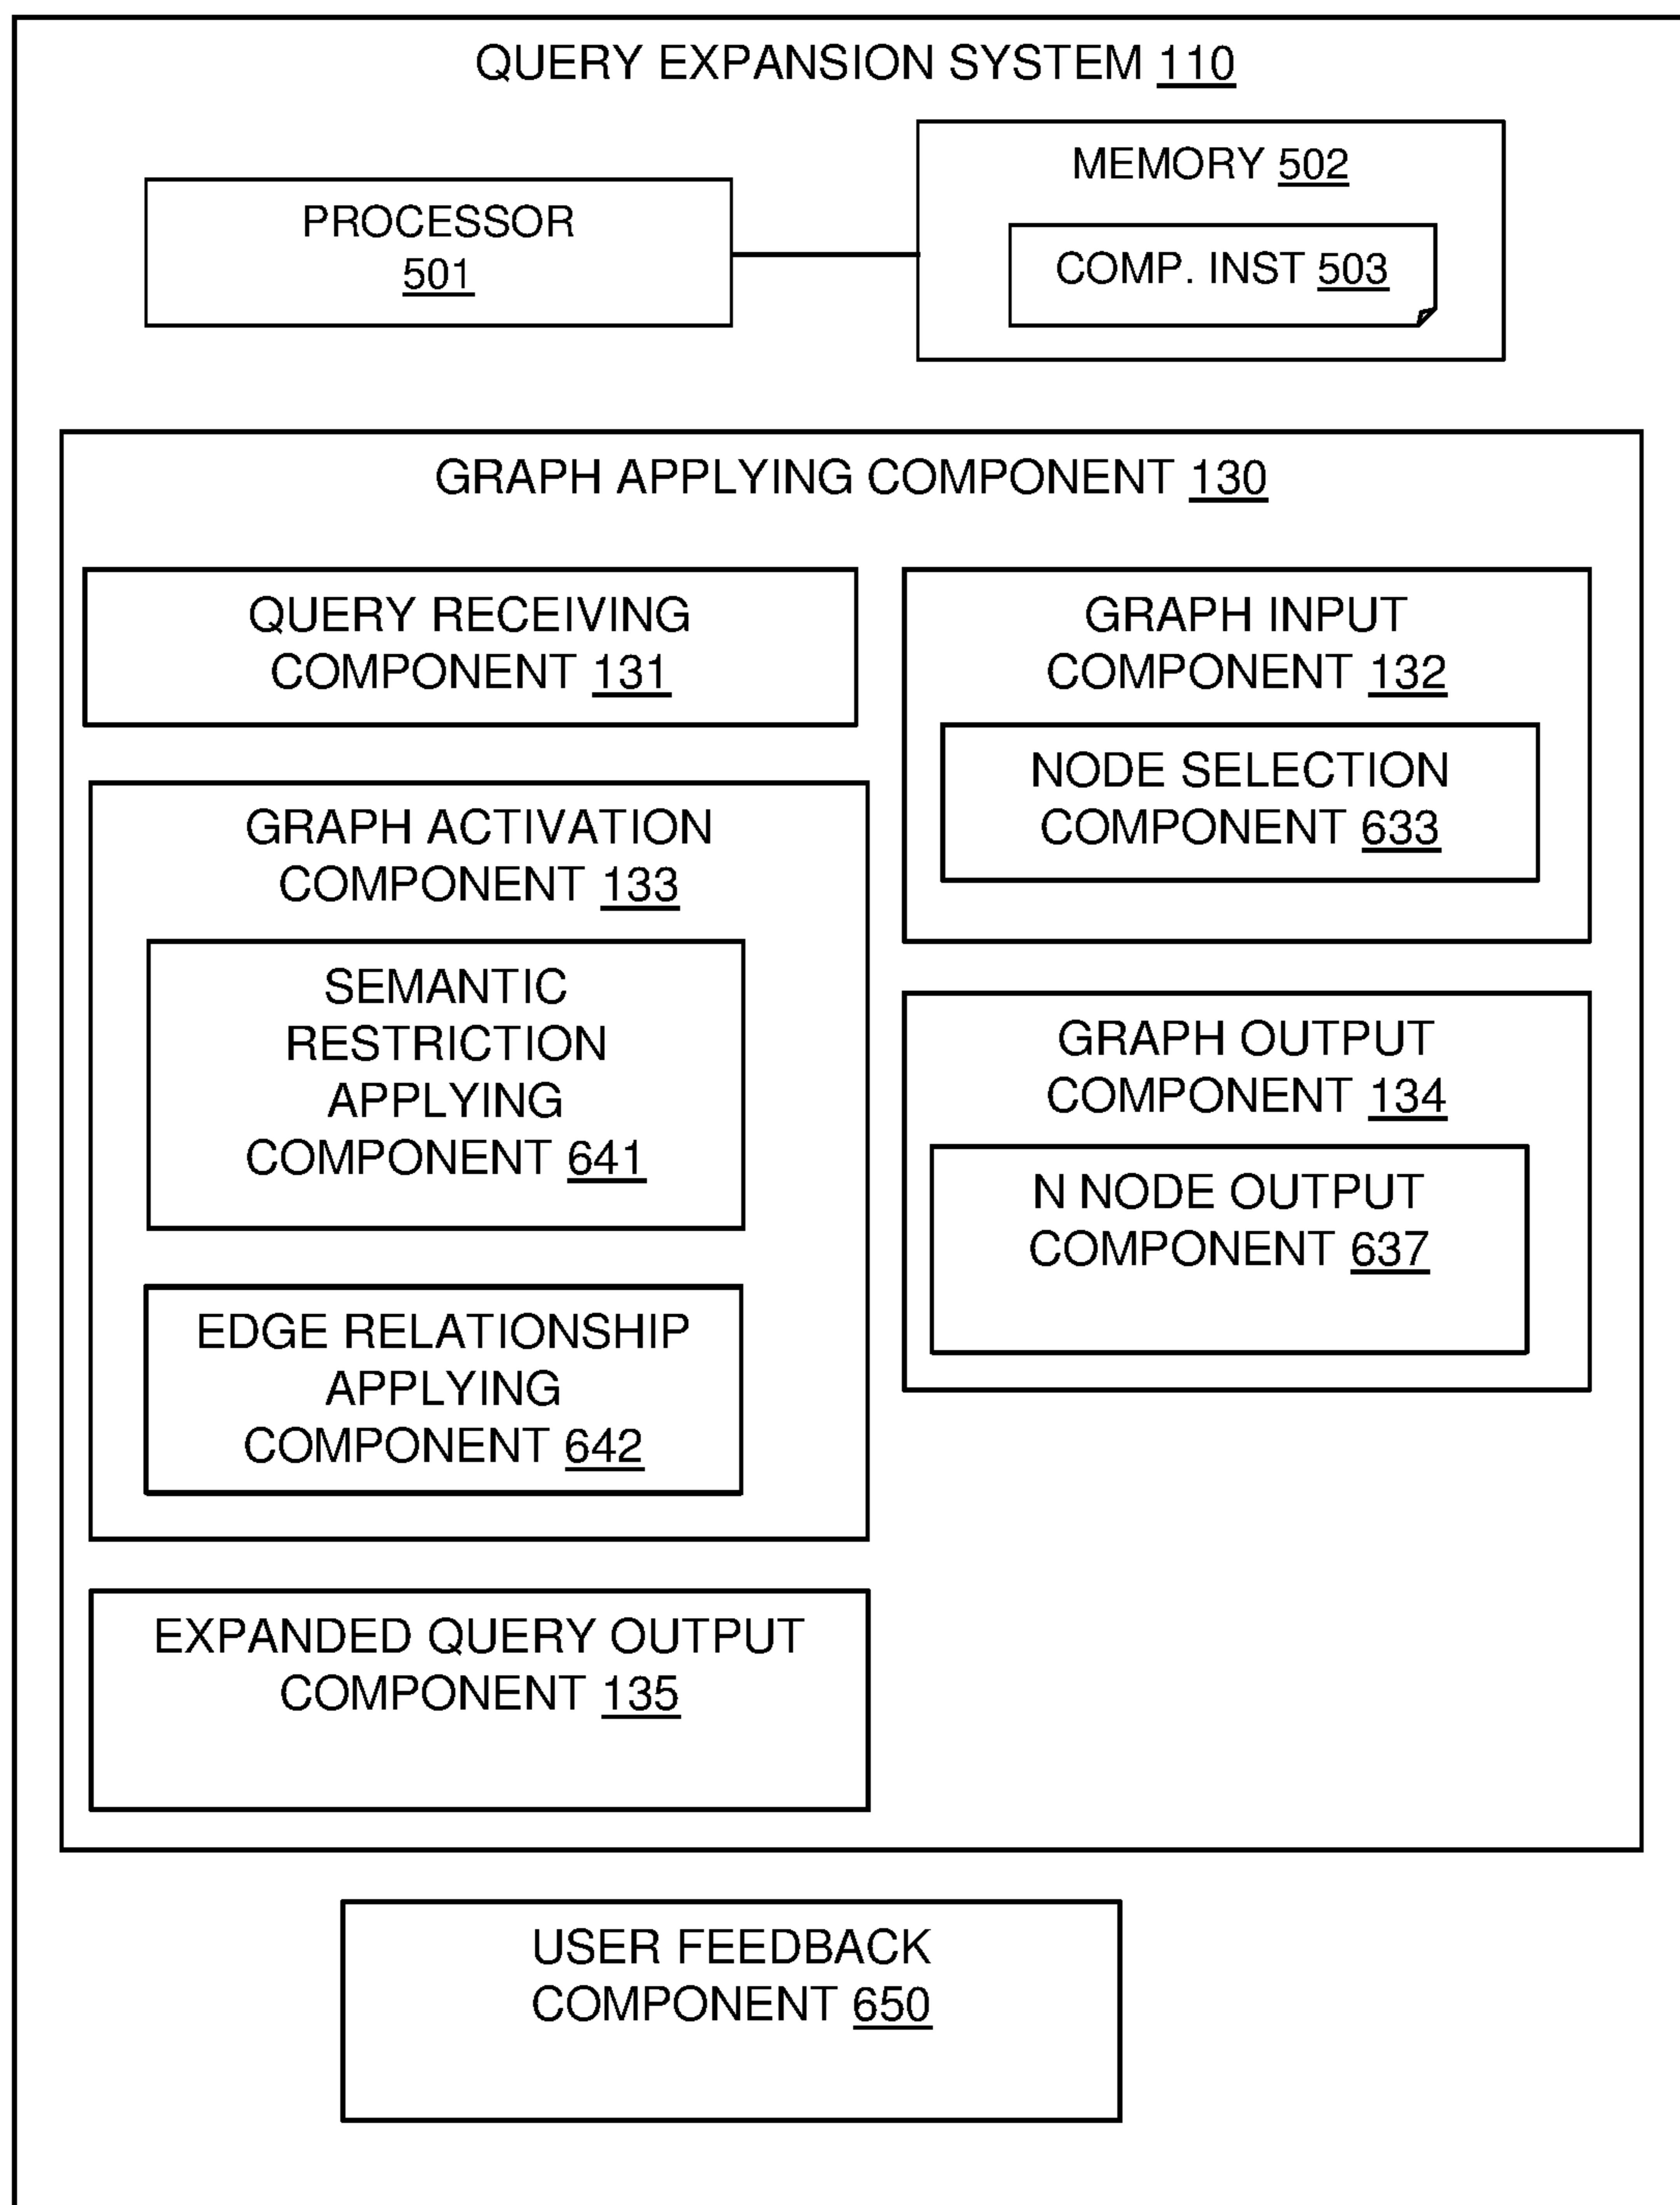 QUERY EXPANSION SYSTEM 110
PROCESSOR
501
MEMORY 502
COMP. INST 503
GRAPH APPLYING COMPONENT 130
QUERY RECEIVING
COMPONENT 131
GRAPH INPUT
COMPONENT 132
NODE SELECTION
COMPONENT 633
GRAPH ACTIVATION
COMPONENT 133
SEMANTIC
RESTRICTION
APPLYING
COMPONENT 641
EDGE RELATIONSHIP
APPLYING
COMPONENT 642
GRAPH OUTPUT
COMPONENT 134
N NODE OUTPUT
COMPONENT 637
EXPANDED QUERY OUTPUT
COMPONENT 135
USER FEEDBACK
COMPONENT 650